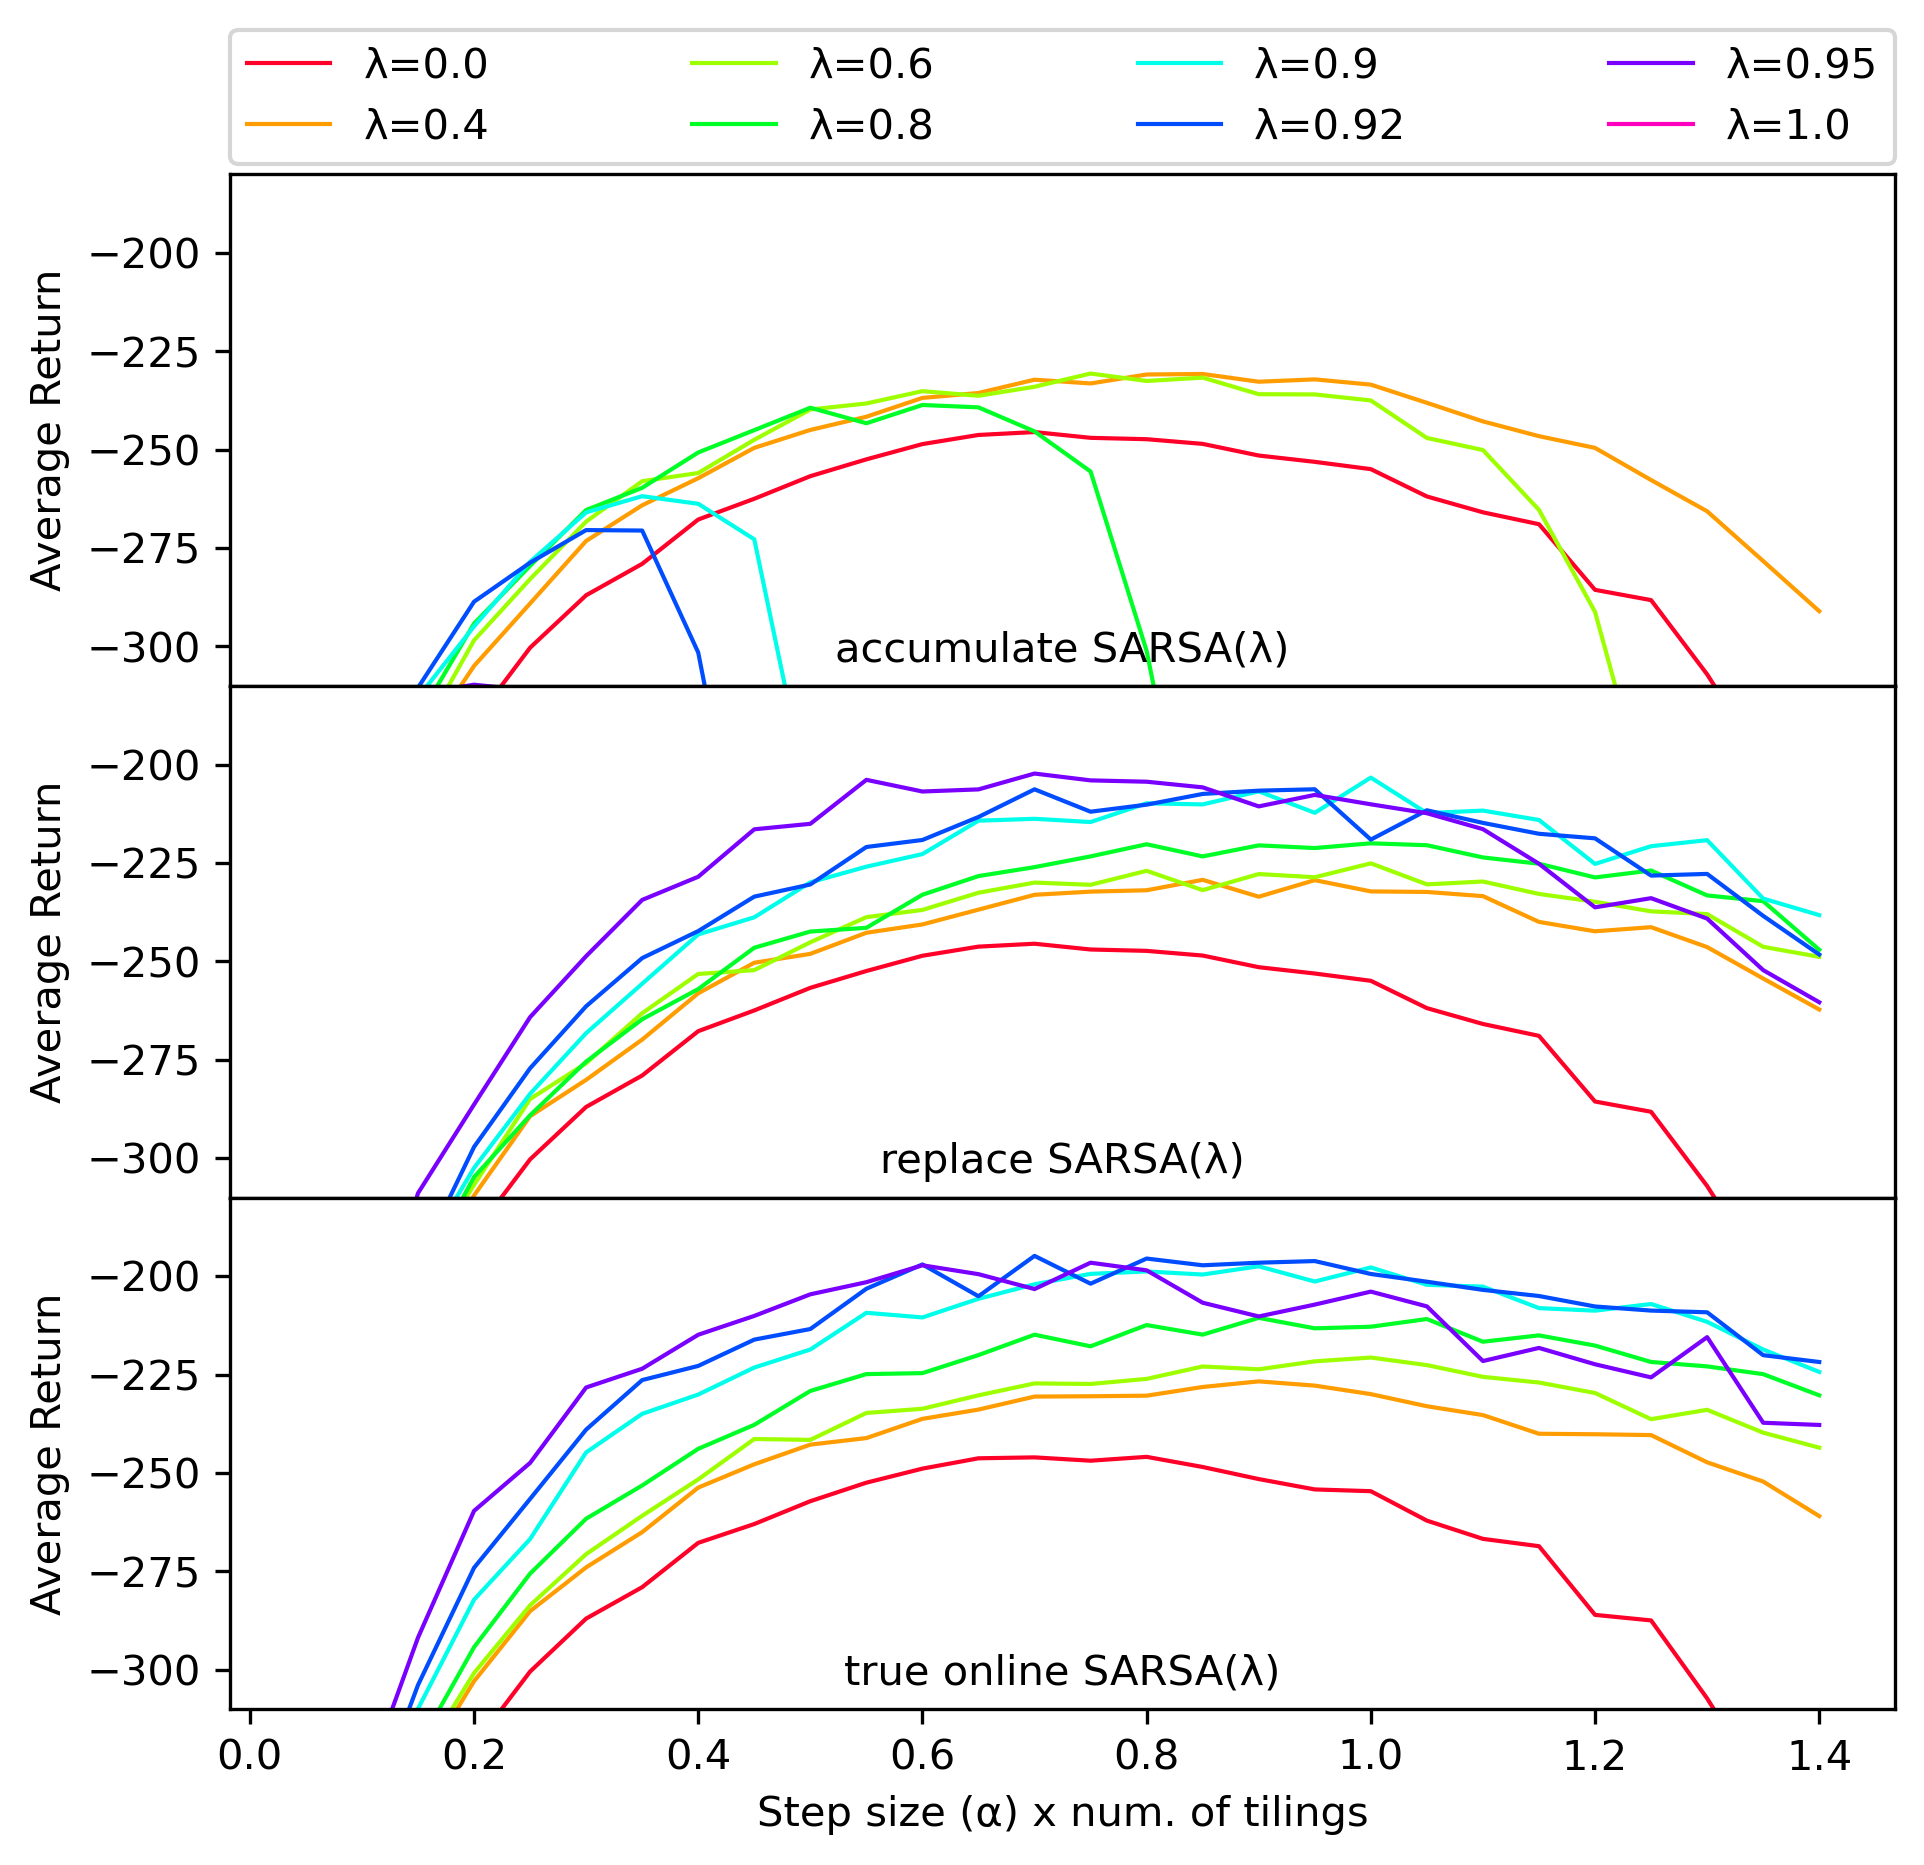 λ=0.0 λ=0.6 λ=0.9 λ=0.95
λ=0.4 λ=0.8 λ=0.92 λ=1.0
−200
−225
−250
−275
−300
Average Return
accumulate SARSA(λ)
−200
−225
−250
−275
−300
Average Return
replace SARSA(λ)
−200
−225
−250
−275
−300
Average Return
true online SARSA(λ)
0.0 0.2 0.4 0.6 0.8 1.0 1.2 1.4
Step size (α) x num. of tilings